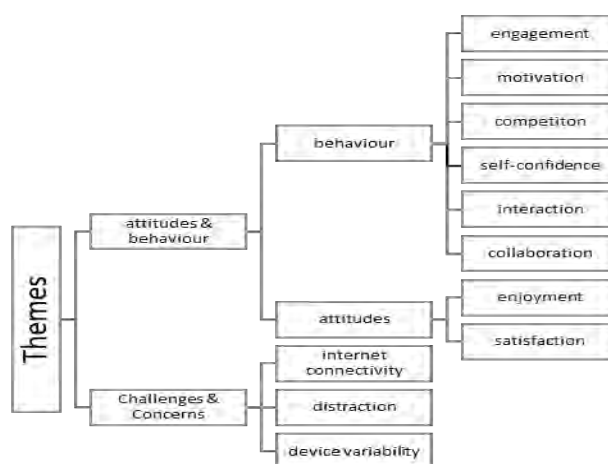 Themes
attitudes &
behaviour
behaviour
engagement
motivation
competiton
self-confidence
interaction
collaboration
attitudes
enjoyment
satisfaction
Challenges &
Concerns
internet
connectivity
distraction
device variability